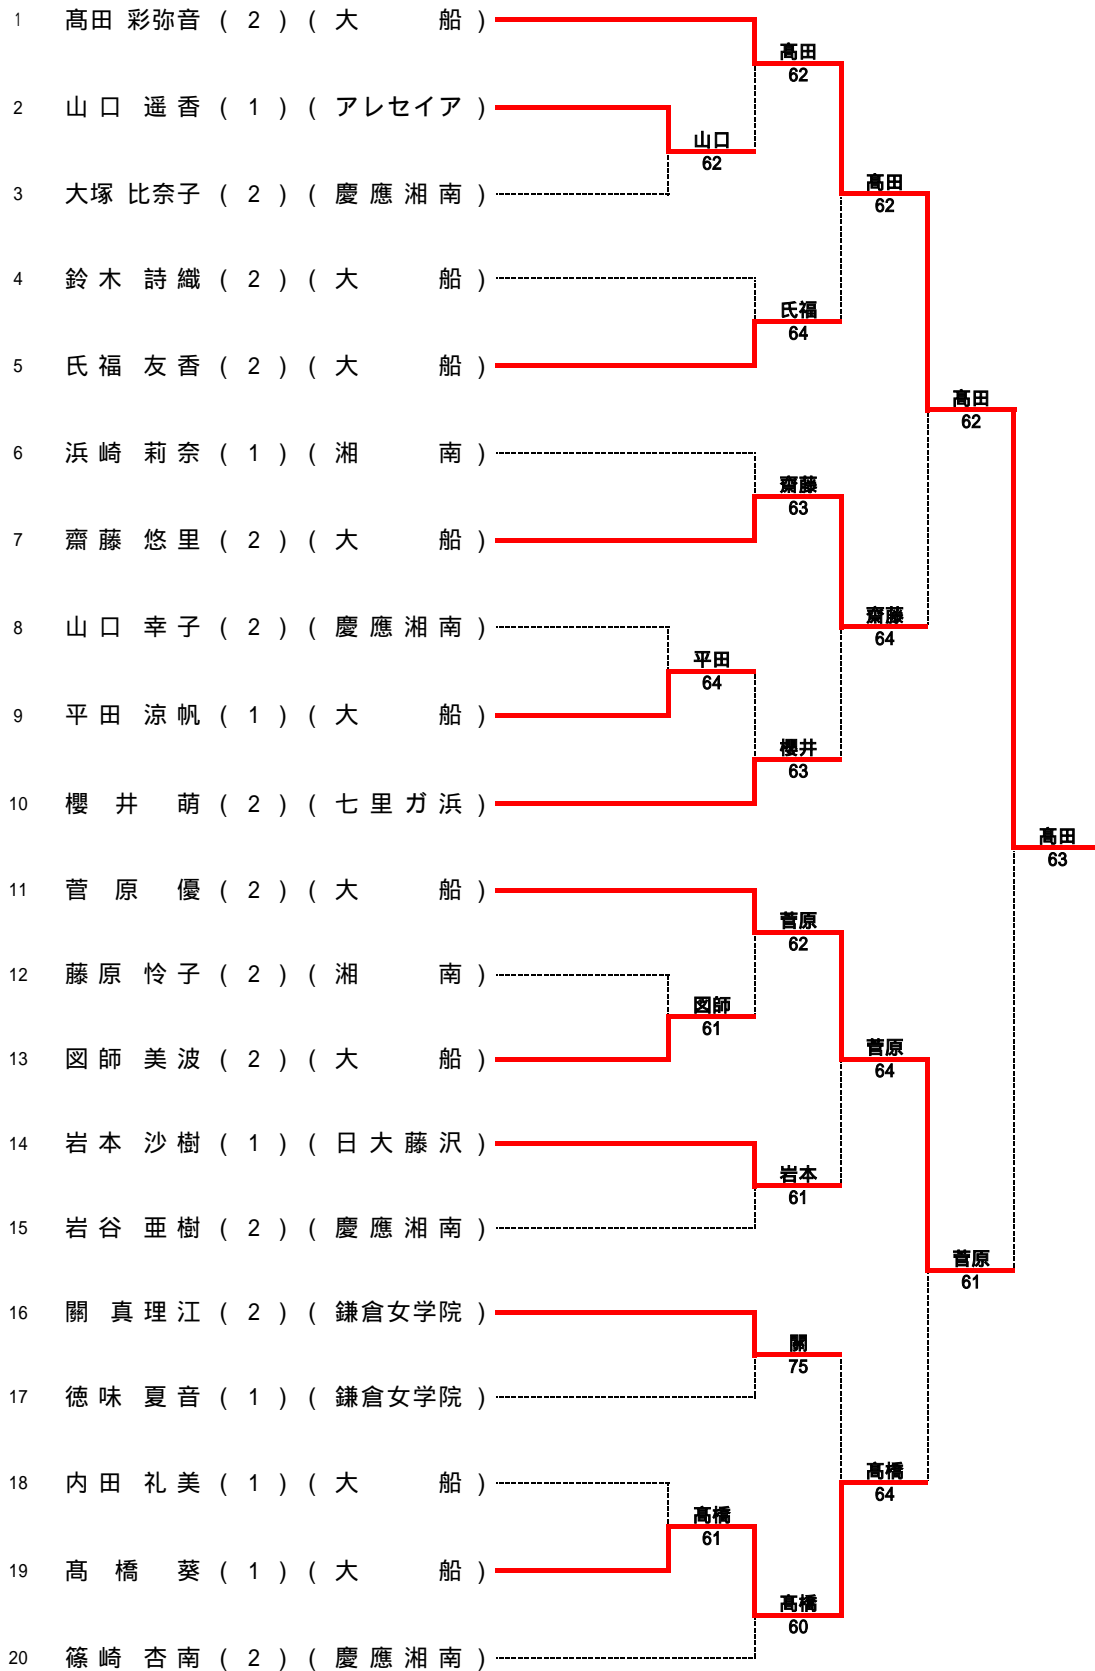 1 髙田 彩弥音 ( 2 ) ( 大 船 )
髙田
62
2 山口 遥香 ( 1 ) ( アレセイア )
山口
62
髙田
62
3 大塚 比奈子 ( 2 ) ( 慶應湘南 )
4 鈴木 詩織 ( 2 ) ( 大 船 )
氏福
64
5 氏福 友香 ( 2 ) ( 大 船 )
髙田
62
6 浜崎 莉奈 ( 1 ) ( 湘 南 )
齋藤
63
7 齋藤 悠里 ( 2 ) ( 大 船 )
齋藤
64
8 山口 幸子 ( 2 ) ( 慶應湘南 )
平田
64
9 平田 涼帆 ( 1 ) ( 大 船 )
櫻井
63
10 櫻井 萌 ( 2 ) ( 七里ガ浜 )
髙田
63
11 菅原 優 ( 2 ) ( 大 船 )
菅原
62
12 藤原 怜子 ( 2 ) ( 湘 南 )
図師
61
13 図師 美波 ( 2 ) ( 大 船 )
菅原
64
14 岩本 沙樹 ( 1 ) ( 日大藤沢 )
岩本
61
15 岩谷 亜樹 ( 2 ) ( 慶應湘南 )
菅原
61
16 關 真理江 ( 2 ) ( 鎌倉女学院 )
關
75
17 徳味 夏音 ( 1 ) ( 鎌倉女学院 )
18 内田 礼美 ( 1 ) ( 大 船 )
髙橋
64
髙橋
61
19 髙橋 葵 ( 1 ) ( 大 船 )
髙橋
60
20 篠崎 杏南 ( 2 ) ( 慶應湘南 )